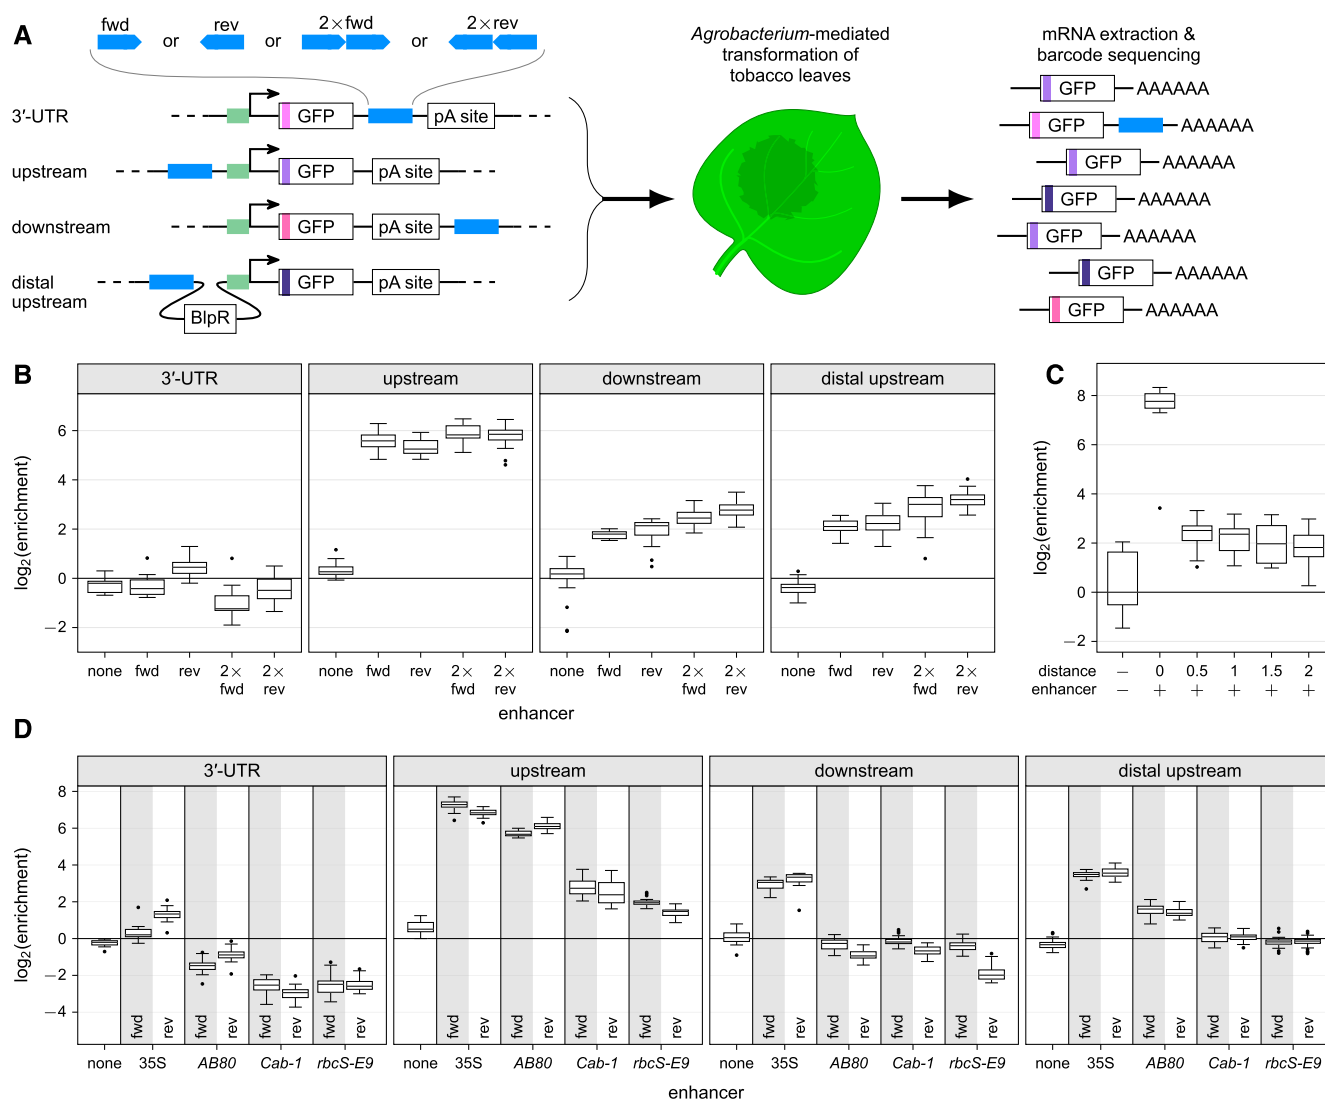 A
fwd or rev or 2×fwd or 2×rev
Agrobacterium-mediated
transformation of
tobacco leaves
mRNA extraction &
barcode sequencing
3′-UTR GFP pA site
upstream GFP pA site
downstream GFP pA site
distal
upstream
GFP pA site
BlpR
GFP AAAAAA
GFP AAAAAA
GFP AAAAAA
GFP AAAAAA
GFP AAAAAA
GFP AAAAAA
GFP AAAAAA
B
3′-UTR upstream downstream distal upstream
log2(enrichment)
6
4
2
0
−2
none fwd rev 2× fwd 2× rev
none fwd rev 2× fwd 2× rev
none fwd rev 2× fwd 2× rev
none fwd rev 2× fwd 2× rev
enhancer
C
log2(enrichment)
8
6
4
2
0
−2
distance − 0 0.5 1 1.5 2
enhancer − + + + + +
D
3′-UTR upstream downstream distal upstream
log2(enrichment)
8
6
4
2
0
−2
−4
fwd rev fwd rev fwd rev fwd rev
fwd rev fwd rev fwd rev fwd rev
fwd rev fwd rev fwd rev fwd rev
fwd rev fwd rev fwd rev fwd rev
none 35S AB80 Cab-1 rbcS-E9
none 35S AB80 Cab-1 rbcS-E9
none 35S AB80 Cab-1 rbcS-E9
none 35S AB80 Cab-1 rbcS-E9
enhancer